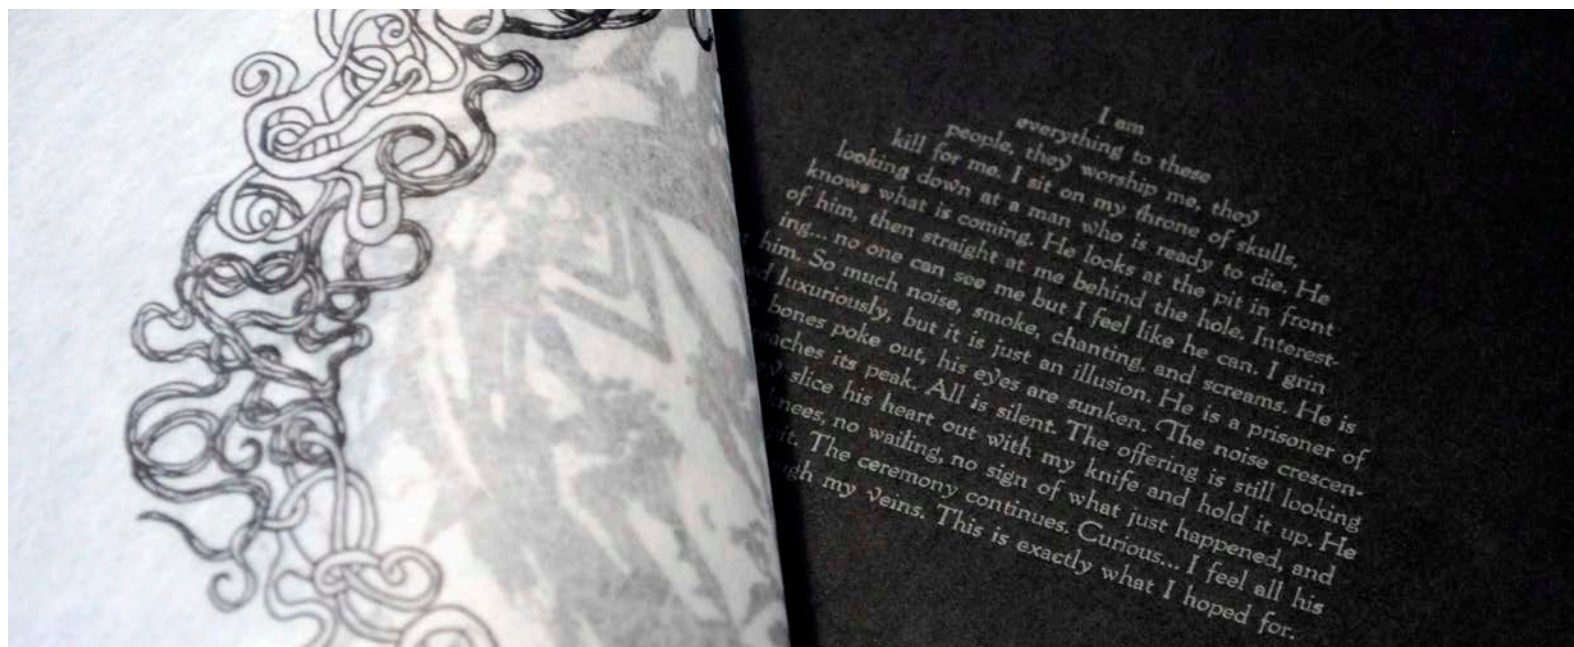 I am
everything to these
people, they worship me, they
kill for me. I sit on my throne of skulls,
looking down at a man who is ready to die. He
knows what is coming. He looks at the pit in front
of him, then straight at me behind the hole. Interest-
ing... no one can see me but I feel like he can. I grin
him. So much noise, smoke, chanting, and screams. He is
luxuriously, but it is just an illusion. He is a prisoner of
bones poke out, his eyes are sunken. The noise crescen-
its peak. All is silent. The offering is still looking
slice his heart out with my knife and hold it up. He
knees, no wailing, no sign of what just happened, and
it. The ceremony continues. Curious... I feel all his
my veins. This is exactly what I hoped for.